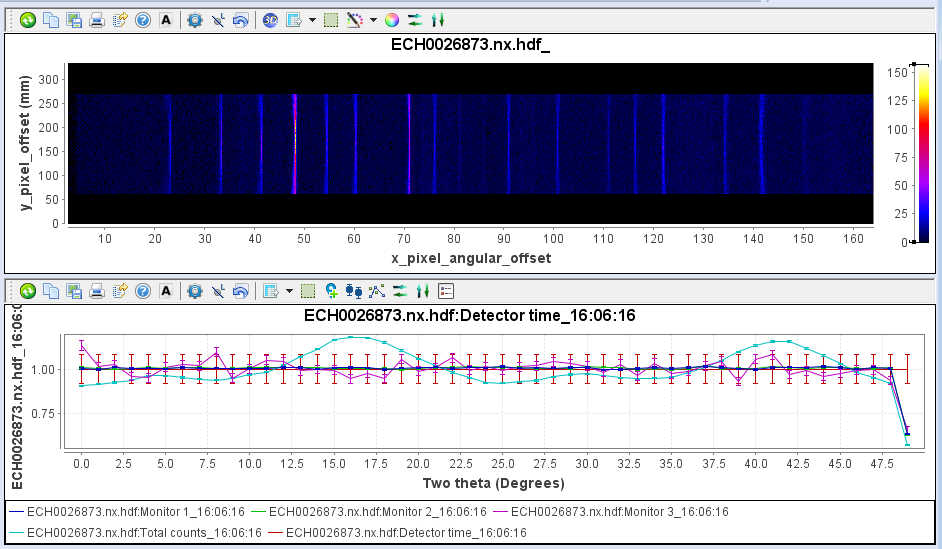 A
3D
ECH0026873.nx.hdf_
y_pixel_offset (mm)
300
250
200
150
100
50
0
150
125
100
75
50
25
0
10 20 30 40 50 60 70 80 90 100 110 120 130 140 150 160
x_pixel_angular_offset
A
ECH0026873.nx.hdf:Detector time_16:06:16
ECH0026873.nx.hdf_16:06:
1.00
0.75
0.0 2.5 5.0 7.5 10.0 12.5 15.0 17.5 20.0 22.5 25.0 27.5 30.0 32.5 35.0 37.5 40.0 42.5 45.0 47.5
Two theta (Degrees)
ECH0026873.nx.hdf:Monitor 1_16:06:16 ECH0026873.nx.hdf:Monitor 2_16:06:16 ECH0026873.nx.hdf:Monitor 3_16:06:16
ECH0026873.nx.hdf:Total counts_16:06:16 ECH0026873.nx.hdf:Detector time_16:06:16